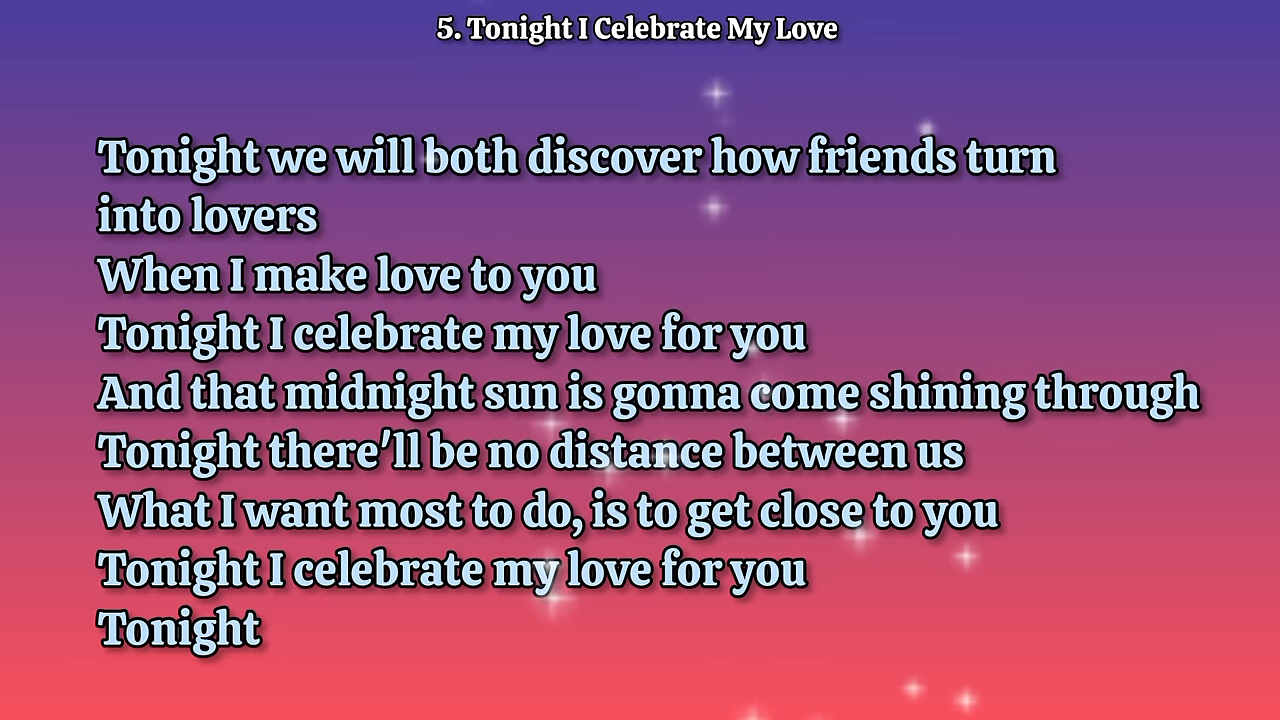 5. Tonight I Celebrate My Love
Tonight we will both discover how friends turn
into lovers
When I make love to you
Tonight I celebrate my love for you
And that midnight sun is gonna come shining through
Tonight there'll be no distance between us
What I want most to do, is to get close to you
Tonight I celebrate my love for you
Tonight